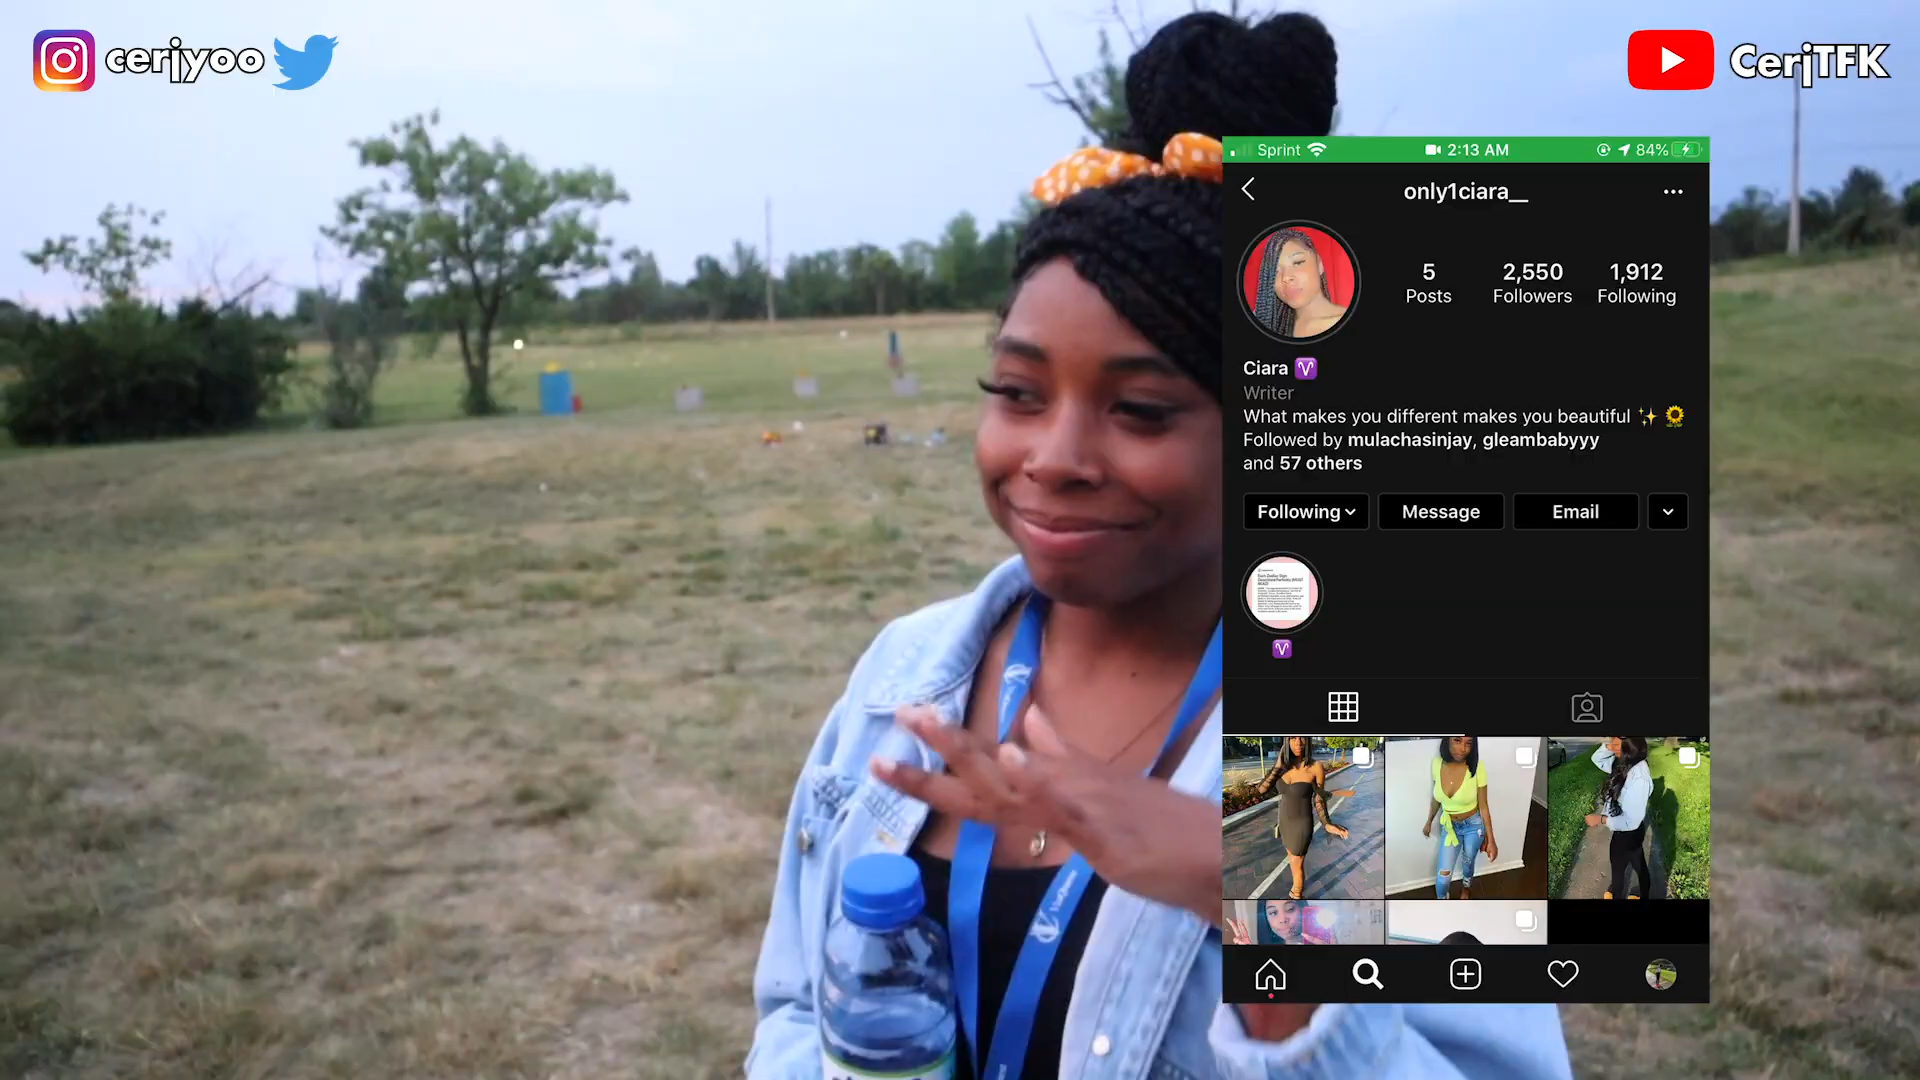 cerjyoo
CerjTFK
Sprint 2:13 AM 84%
only1ciara__
5 2,550 1,912
Posts Followers Following
Ciara ♈
Writer
What makes you different makes you beautiful ✨ 🌻
Followed by mulachasinjay, gleambabyyy
and 57 others
Following Message Email
♈